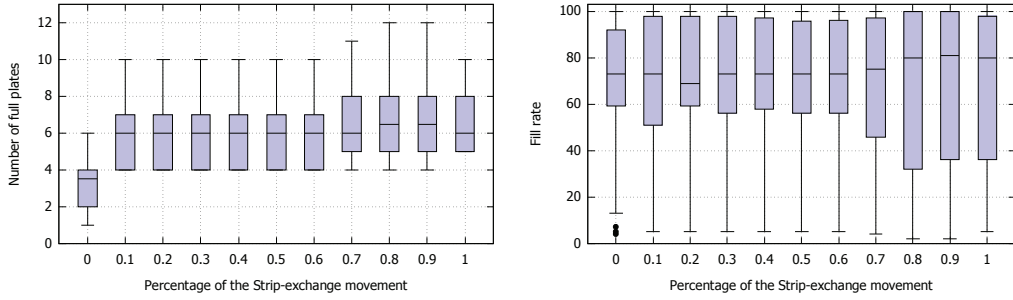 Number of full plates
12
10
8
6
4
2
0
0 0.1 0.2 0.3 0.4 0.5 0.6 0.7 0.8 0.9 1
Percentage of the Strip-exchange movement
Fill rate
100
80
60
40
20
0
0 0.1 0.2 0.3 0.4 0.5 0.6 0.7 0.8 0.9 1
Percentage of the Strip-exchange movement